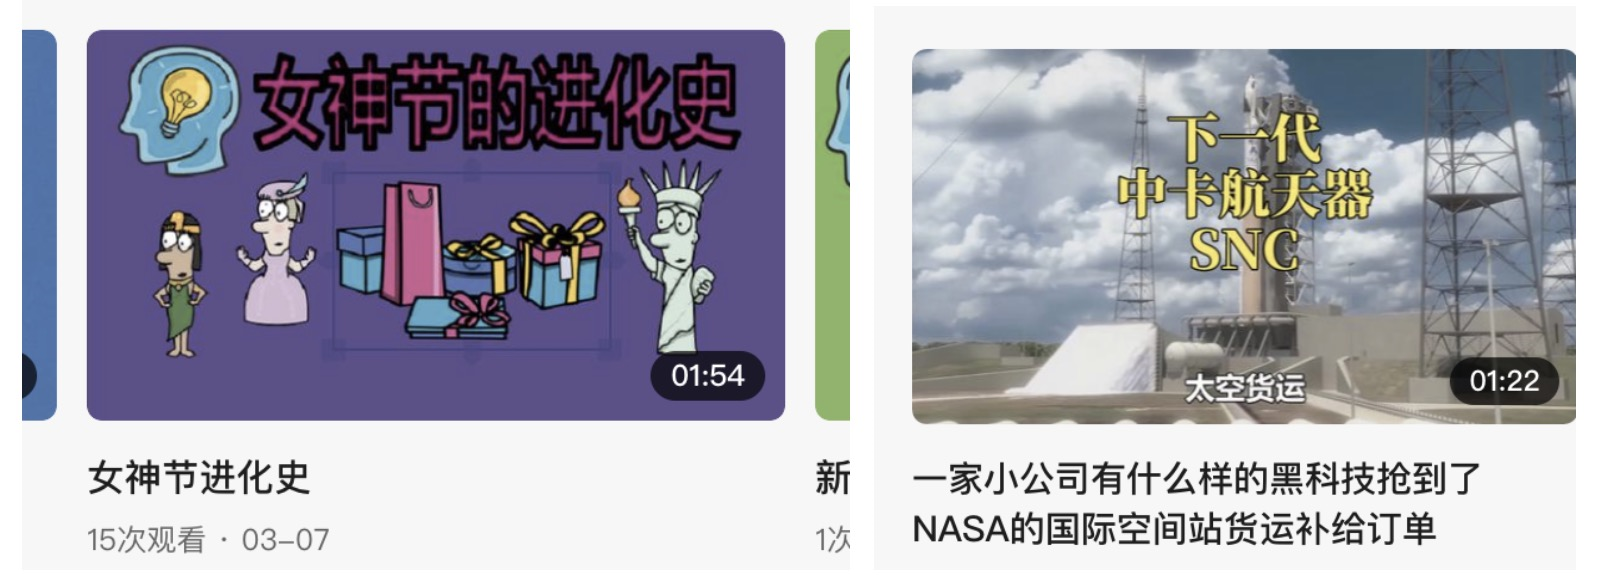 女神节的进化史
01:54
女神节进化史
15次观看 · 03-07
新
1次
下一代
中卡航天器
SNC
太空货运
01:22
一家小公司有什么样的黑科技抢到了
NASA的国际空间站货运补给订单